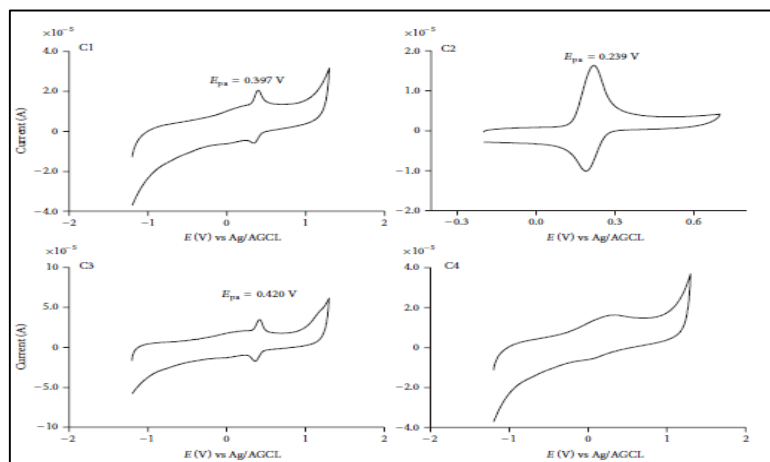 ×10⁻⁵
C1
4.0
2.0
0
−2.0
−4.0
Current (A)
E_pa = 0.397 V
−2 −1 0 1 2
E (V) vs Ag/AGCL
×10⁻⁵
C2
2.0
1.0
0
−1.0
−2.0
E_pa = 0.239 V
−0.3 0.0 0.3 0.6
E (V) vs Ag/AGCL
×10⁻⁵
C3
10
5.0
0
−5.0
−10
Current (A)
E_pa = 0.420 V
−2 −1 0 1 2
E (V) vs Ag/AGCL
×10⁻⁵
C4
4.0
2.0
0
−2.0
−4.0
−2 −1 0 1 2
E (V) vs Ag/AGCL